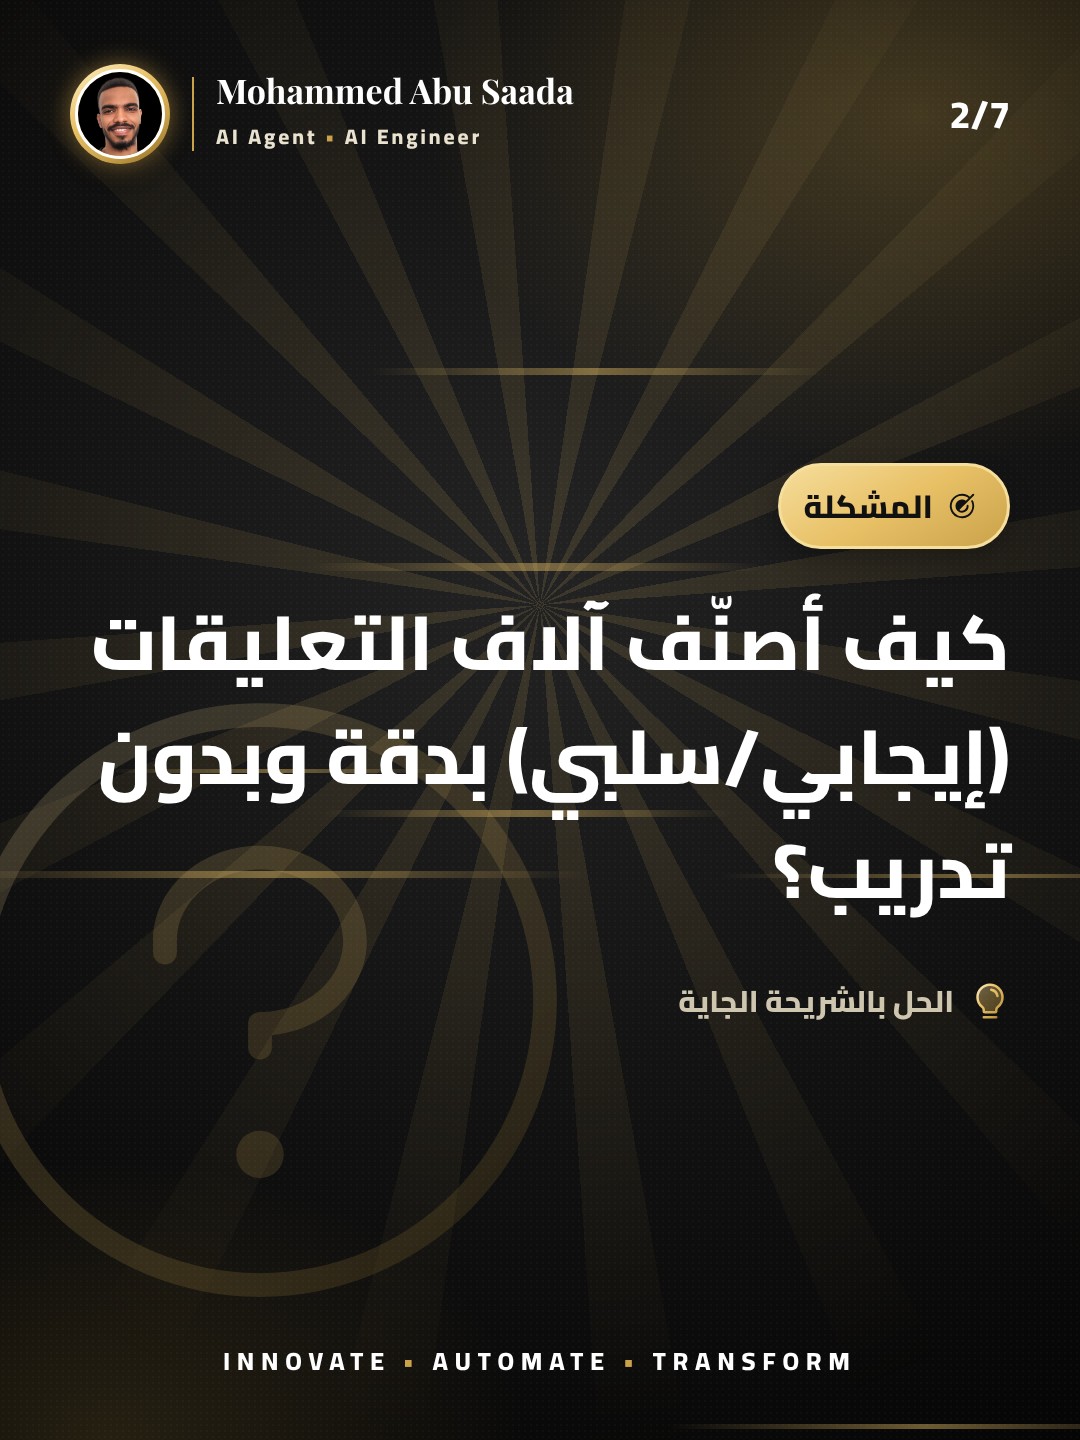 Mohammed Abu Saada
AI Agent ▪ AI Engineer
2/7
المشكلة
كيف أصنّف آلاف التعليقات
(إيجابي/سلبي) بدقة وبدون
تدريب؟
الحل بالشريحة الجاية
INNOVATE ▪ AUTOMATE ▪ TRANSFORM